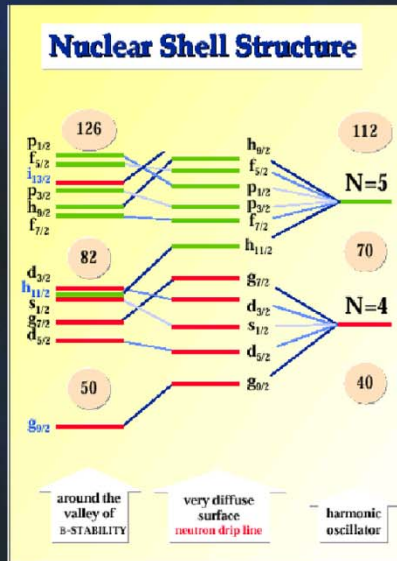 Nuclear Shell Structure
126
p1/2
f5/2
i13/2
p3/2
h9/2
f7/2
82
d3/2
h11/2
s1/2
g7/2
d5/2
50
g9/2
h9/2
f5/2
p1/2
p3/2
f7/2
h11/2
g7/2
d3/2
s1/2
d5/2
g9/2
112
N=5
70
N=4
40
around the
valley of
ß-STABILITY
very diffuse
surface
neutron drip line
harmonic
oscillator